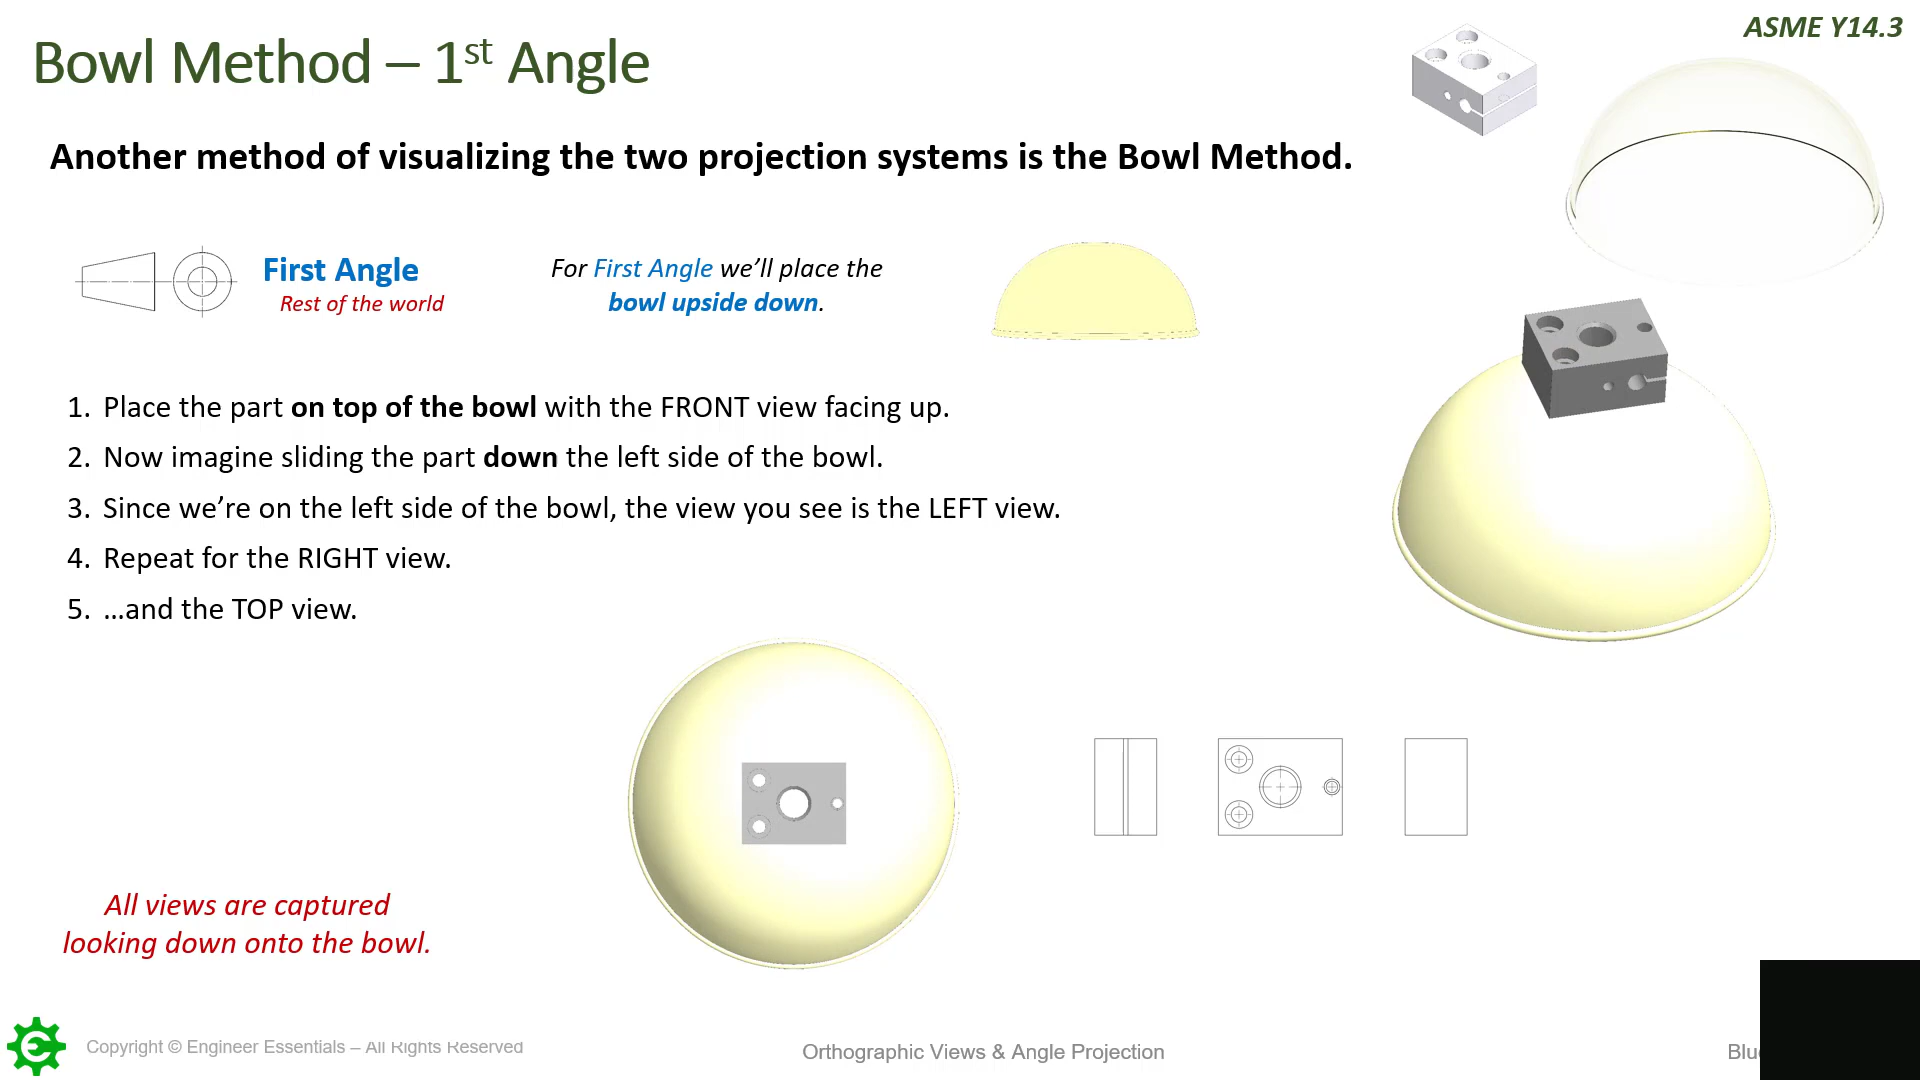 Bowl Method – 1st Angle
ASME Y14.3
Another method of visualizing the two projection systems is the Bowl Method.
First Angle
Rest of the world
For First Angle we’ll place the
bowl upside down.
1. Place the part on top of the bowl with the FRONT view facing up.
2. Now imagine sliding the part down the left side of the bowl.
3. Since we’re on the left side of the bowl, the view you see is the LEFT view.
4. Repeat for the RIGHT view.
5. …and the TOP view.
All views are captured
looking down onto the bowl.
Copyright © Engineer Essentials – All Rights Reserved
Orthographic Views & Angle Projection